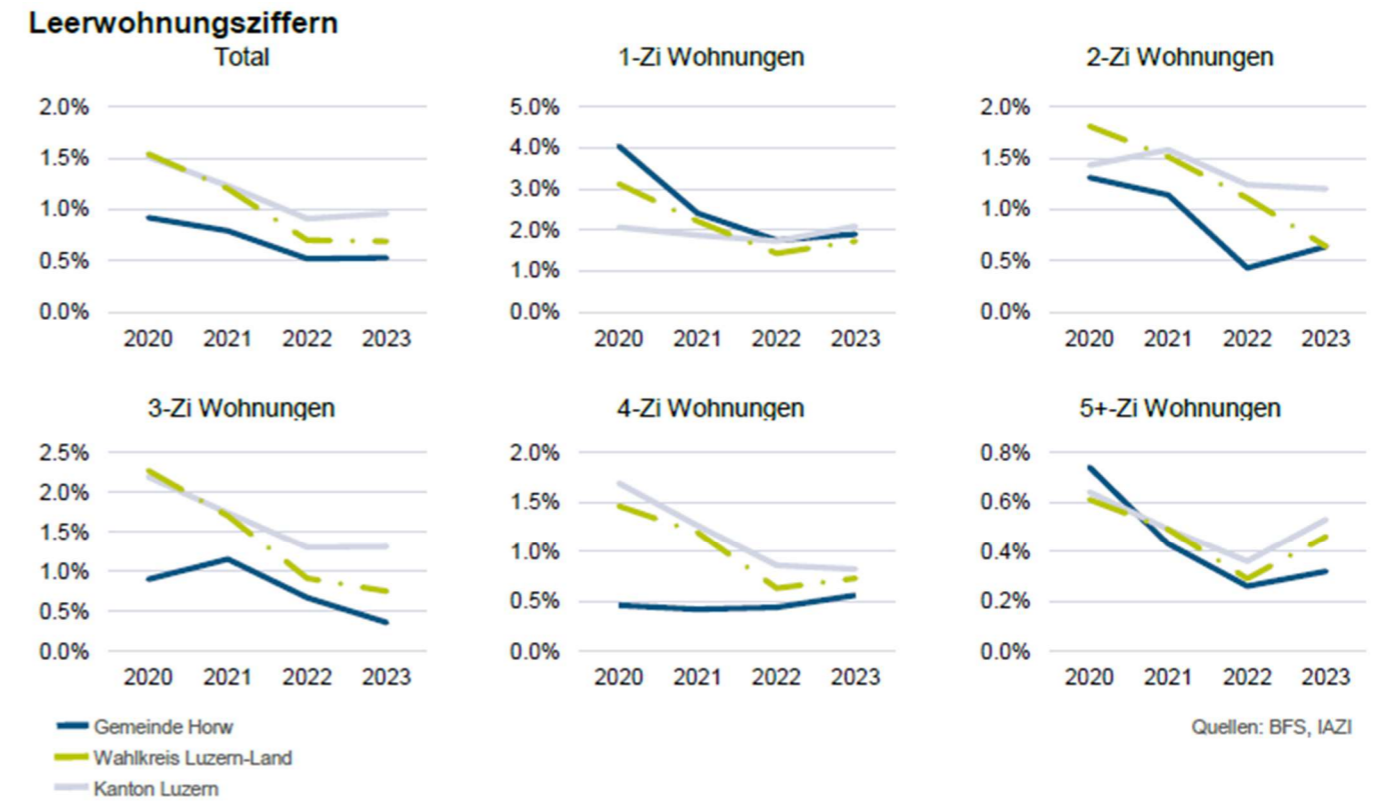 Leerwohnungsziffern
Total
2.0%
1.5%
1.0%
0.5%
0.0%
2020 2021 2022 2023
1-Zi Wohnungen
5.0%
4.0%
3.0%
2.0%
1.0%
0.0%
2020 2021 2022 2023
2-Zi Wohnungen
2.0%
1.5%
1.0%
0.5%
0.0%
2020 2021 2022 2023
3-Zi Wohnungen
2.5%
2.0%
1.5%
1.0%
0.5%
0.0%
2020 2021 2022 2023
4-Zi Wohnungen
2.0%
1.5%
1.0%
0.5%
0.0%
2020 2021 2022 2023
5+-Zi Wohnungen
0.8%
0.6%
0.4%
0.2%
0.0%
2020 2021 2022 2023
Gemeinde Horw
Wahlkreis Luzern-Land
Kanton Luzern
Quellen: BFS, IAZI